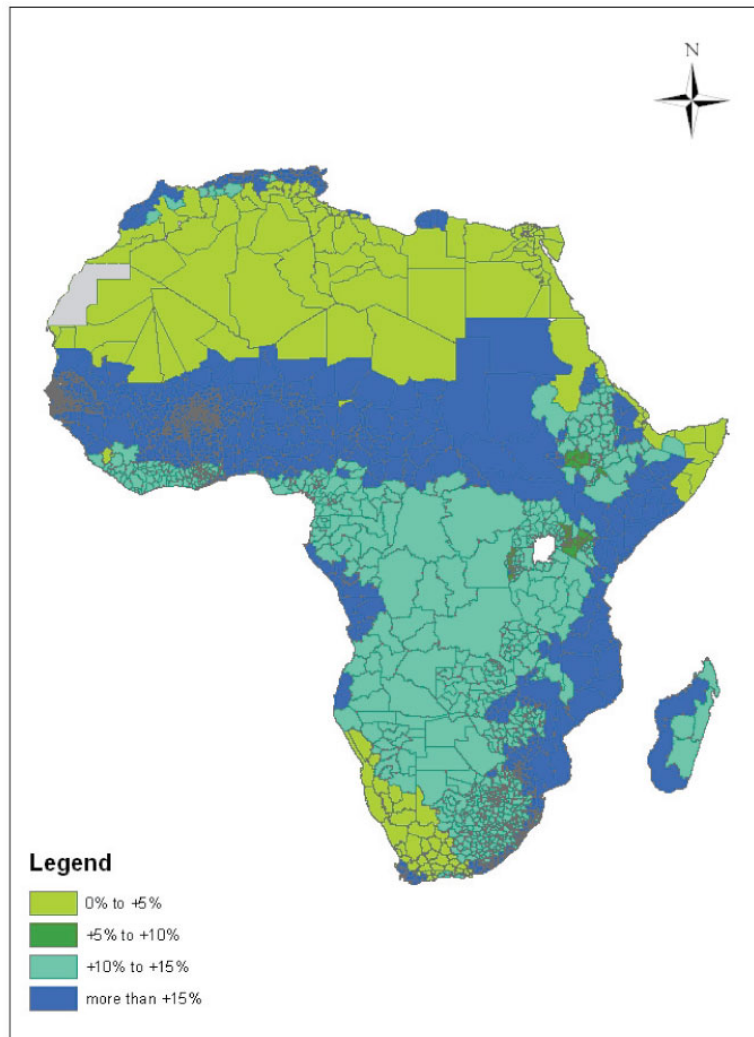 N
Legend
0% to +5%
+5% to +10%
+10% to +15%
more than +15%